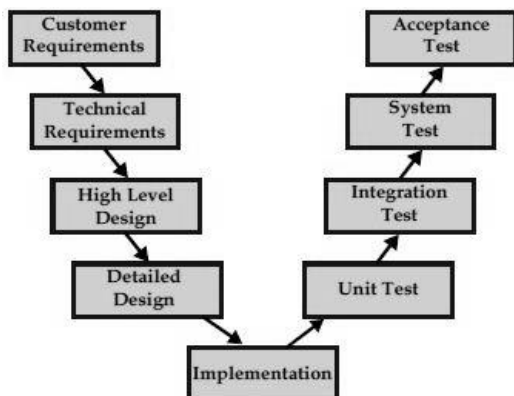 Customer
Requirements
Technical
Requirements
High Level
Design
Detailed
Design
Implementation
Unit Test
Integration
Test
System
Test
Acceptance
Test